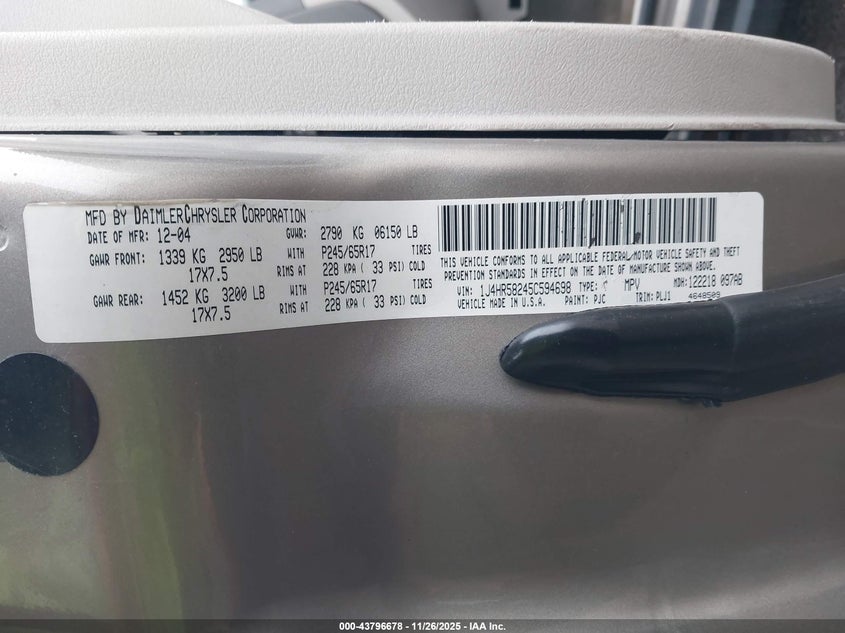 MFD BY DAIMLERCHRYSLER CORPORATION
DATE OF MFR: 12-04 GVWR: 2790 KG 06150 LB
GAWR FRONT: 1339 KG 2950 LB WITH P245/65R17 TIRES
17X7.5 RIMS AT 228 KPA ( 33 PSI) COLD
GAWR REAR: 1452 KG 3200 LB WITH P245/65R17 TIRES
17X7.5 RIMS AT 228 KPA ( 33 PSI) COLD
THIS VEHICLE CONFORMS TO ALL APPLICABLE FEDERAL MOTOR VEHICLE SAFETY AND THEFT
PREVENTION STANDARDS IN EFFECT ON THE DATE OF MANUFACTURE SHOWN ABOVE.
VIN: 1J4HR58245C594698 TYPE: MPV MDH: 122218 097AB
VEHICLE MADE IN U.S.A. PAINT: PJC TRIM: PLJ1 4648509
000-43796678 - 11/26/2025 - IAA Inc.